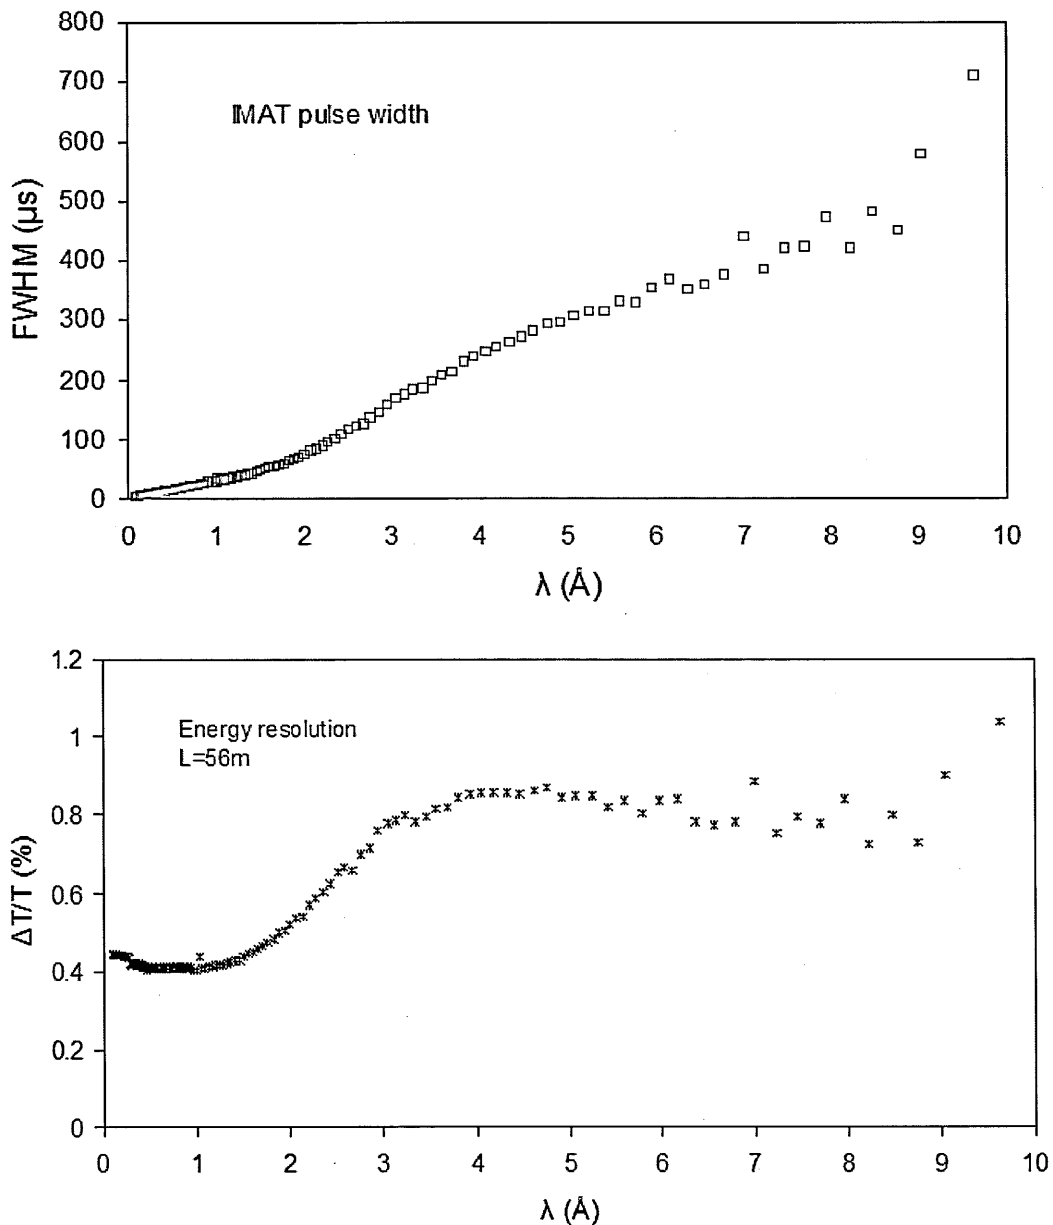 800
700
600
500
400
300
200
100
0
FWHM (µs)
IMAT pulse width
0 1 2 3 4 5 6 7 8 9 10
λ (Å)
1.2
1
0.8
0.6
0.4
0.2
0
ΔT/T (%)
Energy resolution
L=56m
0 1 2 3 4 5 6 7 8 9 10
λ (Å)